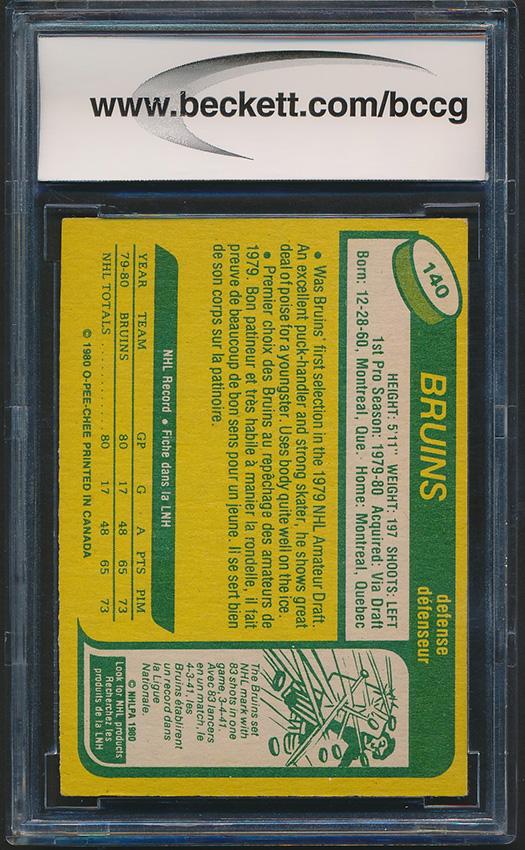 www.beckett.com/bccg
140
BRUINS
defense
défenseur
HEIGHT: 5'11" WEIGHT: 197 SHOOTS: LEFT
1st Pro Season: 1979-80 Acquired: Via Draft
Born: 12-28-60, Montreal, Que. Home: Montreal, Quebec
• Was Bruins' first selection in the 1979 NHL Amateur Draft.
An excellent puck-handler and strong skater, he shows great
deal of poise for a youngster. Uses body quite well on the ice.
• Premier choix des Bruins au repêchage des amateurs de
1979. Bon patineur et très habile à manier la rondelle, il fait
preuve de beaucoup de bon sens pour un jeune. Il se sert bien
de son corps sur la patinoire.
NHL Record • Fiche dans la LNH
YEAR TEAM GP G A PTS PIM
79-80 BRUINS 80 17 48 65 73
NHL TOTALS . . . . . . . . . . 80 17 48 65 73
© 1980 O-PEE-CHEE PRINTED IN CANADA
The Bruins set
NHL mark with
83 shots in one
game, 3-4-41.
Avec 83 lancers
en un match, le
4-3-41, les
Bruins établirent
un record dans
la Ligue
Nationale.
© NHLPA 1980
Look for NHL products
Recherchez les
produits de la LNH